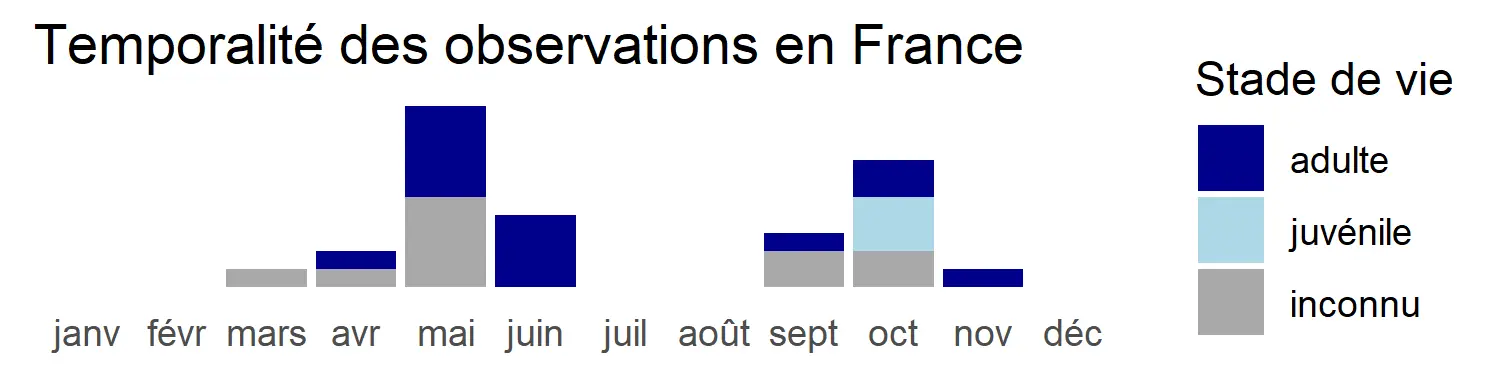 Temporalité des observations en France
janv févr mars avr mai juin juil août sept oct nov déc
Stade de vie
adulte
juvénile
inconnu